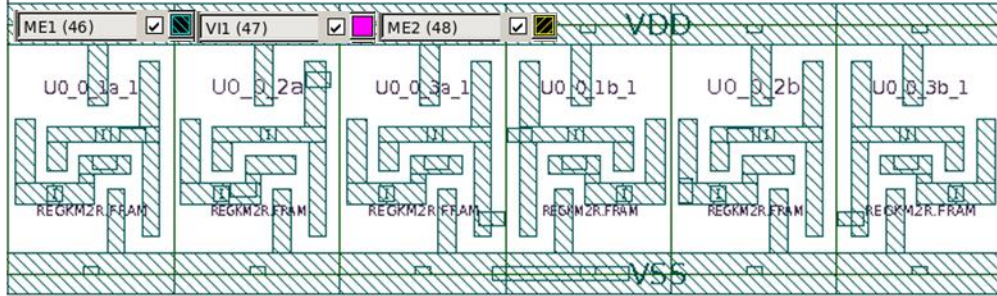 ME1 (46) VI1 (47) ME2 (48) VDD
U0_0_1a_1 U0_0_2a U0_0_3a_1 U0_0_1b_1 U0_0_2b U0_0_3b_1
I I I I I I
I I I I I I
REGKM2R.FRAM REGKM2R.FRAM REGKM2R.FRAM REGKM2R.FRAM REGKM2R.FRAM REGKM2R.FRAM
VSS